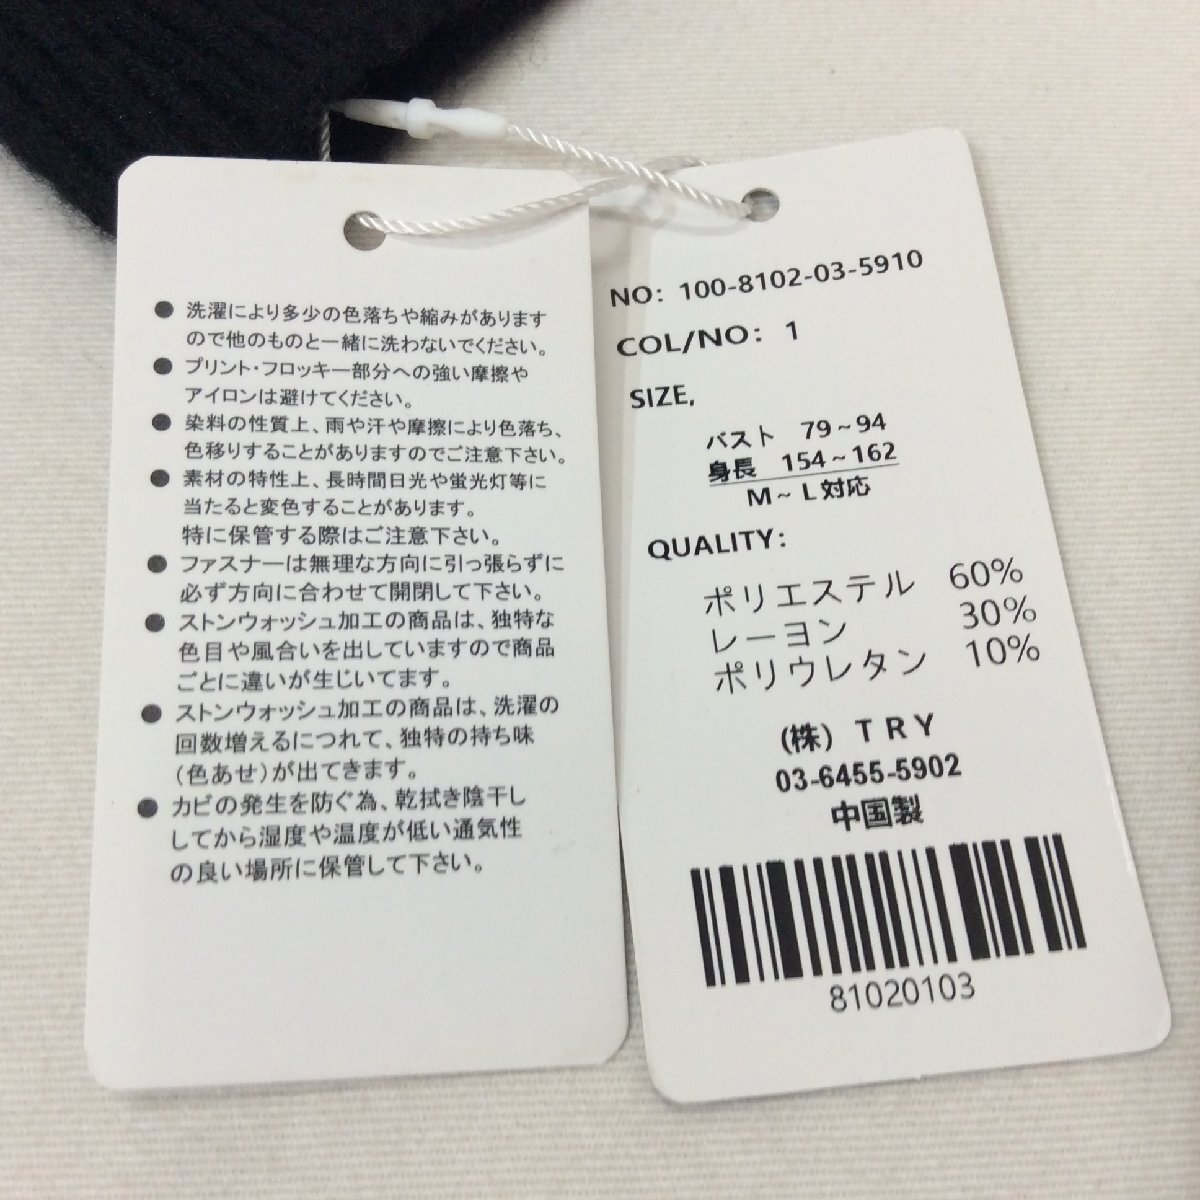 ● 洗濯により多少の色落ちや縮みがあります
ので他のものと一緒に洗わないでください。
● プリント・フロッキー部分への強い摩擦や
アイロンは避けてください。
● 染料の性質上、雨や汗や摩擦により色落ち、
色移りすることがありますのでご注意下さい。
● 素材の特性上、長時間日光や蛍光灯等に
当たると変色することがあります。
特に保管する際はご注意下さい。
● ファスナーは無理な方向に引っ張らずに
必ず方向に合わせて開閉して下さい。
● ストンウォッシュ加工の商品は、独特な
色目や風合いを出していますので商品
ごとに違いが生じいてます。
● ストンウォッシュ加工の商品は、洗濯の
回数増えるにつれて、独特の持ち味
(色あせ)が出てきます。
● カビの発生を防ぐ為、乾拭き陰干し
してから湿度や温度が低い通気性
の良い場所に保管して下さい。
NO: 100-8102-03-5910
COL/NO: 1
SIZE,
バスト 79~94
身長 154~162
M~L対応
QUALITY:
ポリエステル 60%
レーヨン 30%
ポリウレタン 10%
(株) TRY
03-6455-5902
中国製
81020103